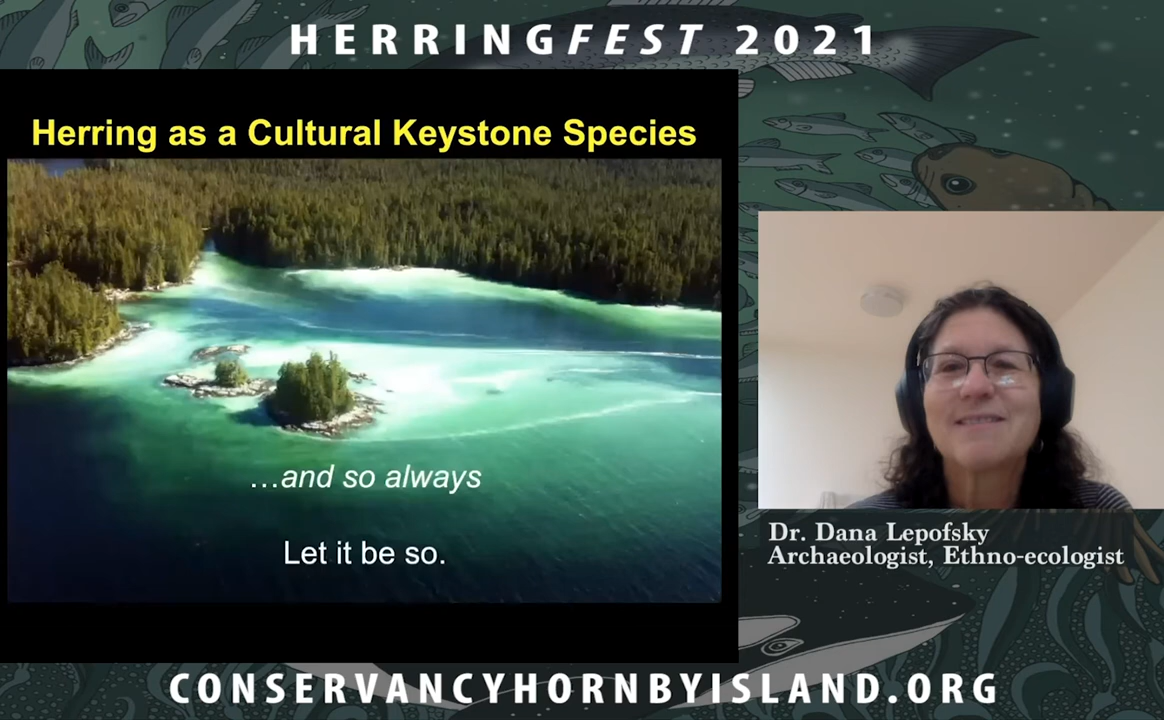 HERRINGFEST 2021
Herring as a Cultural Keystone Species
…and so always
Let it be so.
Dr. Dana Lepofsky
Archaeologist, Ethno-ecologist
CONSERVANCYHORNBYISLAND.ORG